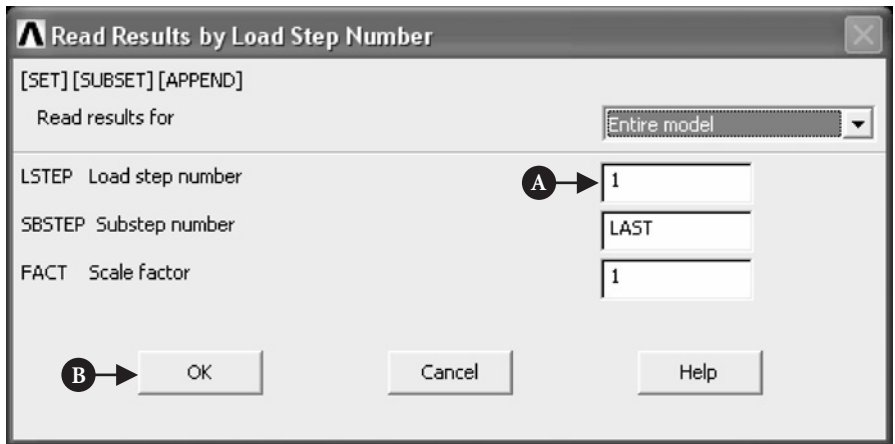 Read Results by Load Step Number
[SET] [SUBSET] [APPEND]
Read results for Entire model
LSTEP Load step number A 1
SBSTEP Substep number LAST
FACT Scale factor 1
B OK Cancel Help